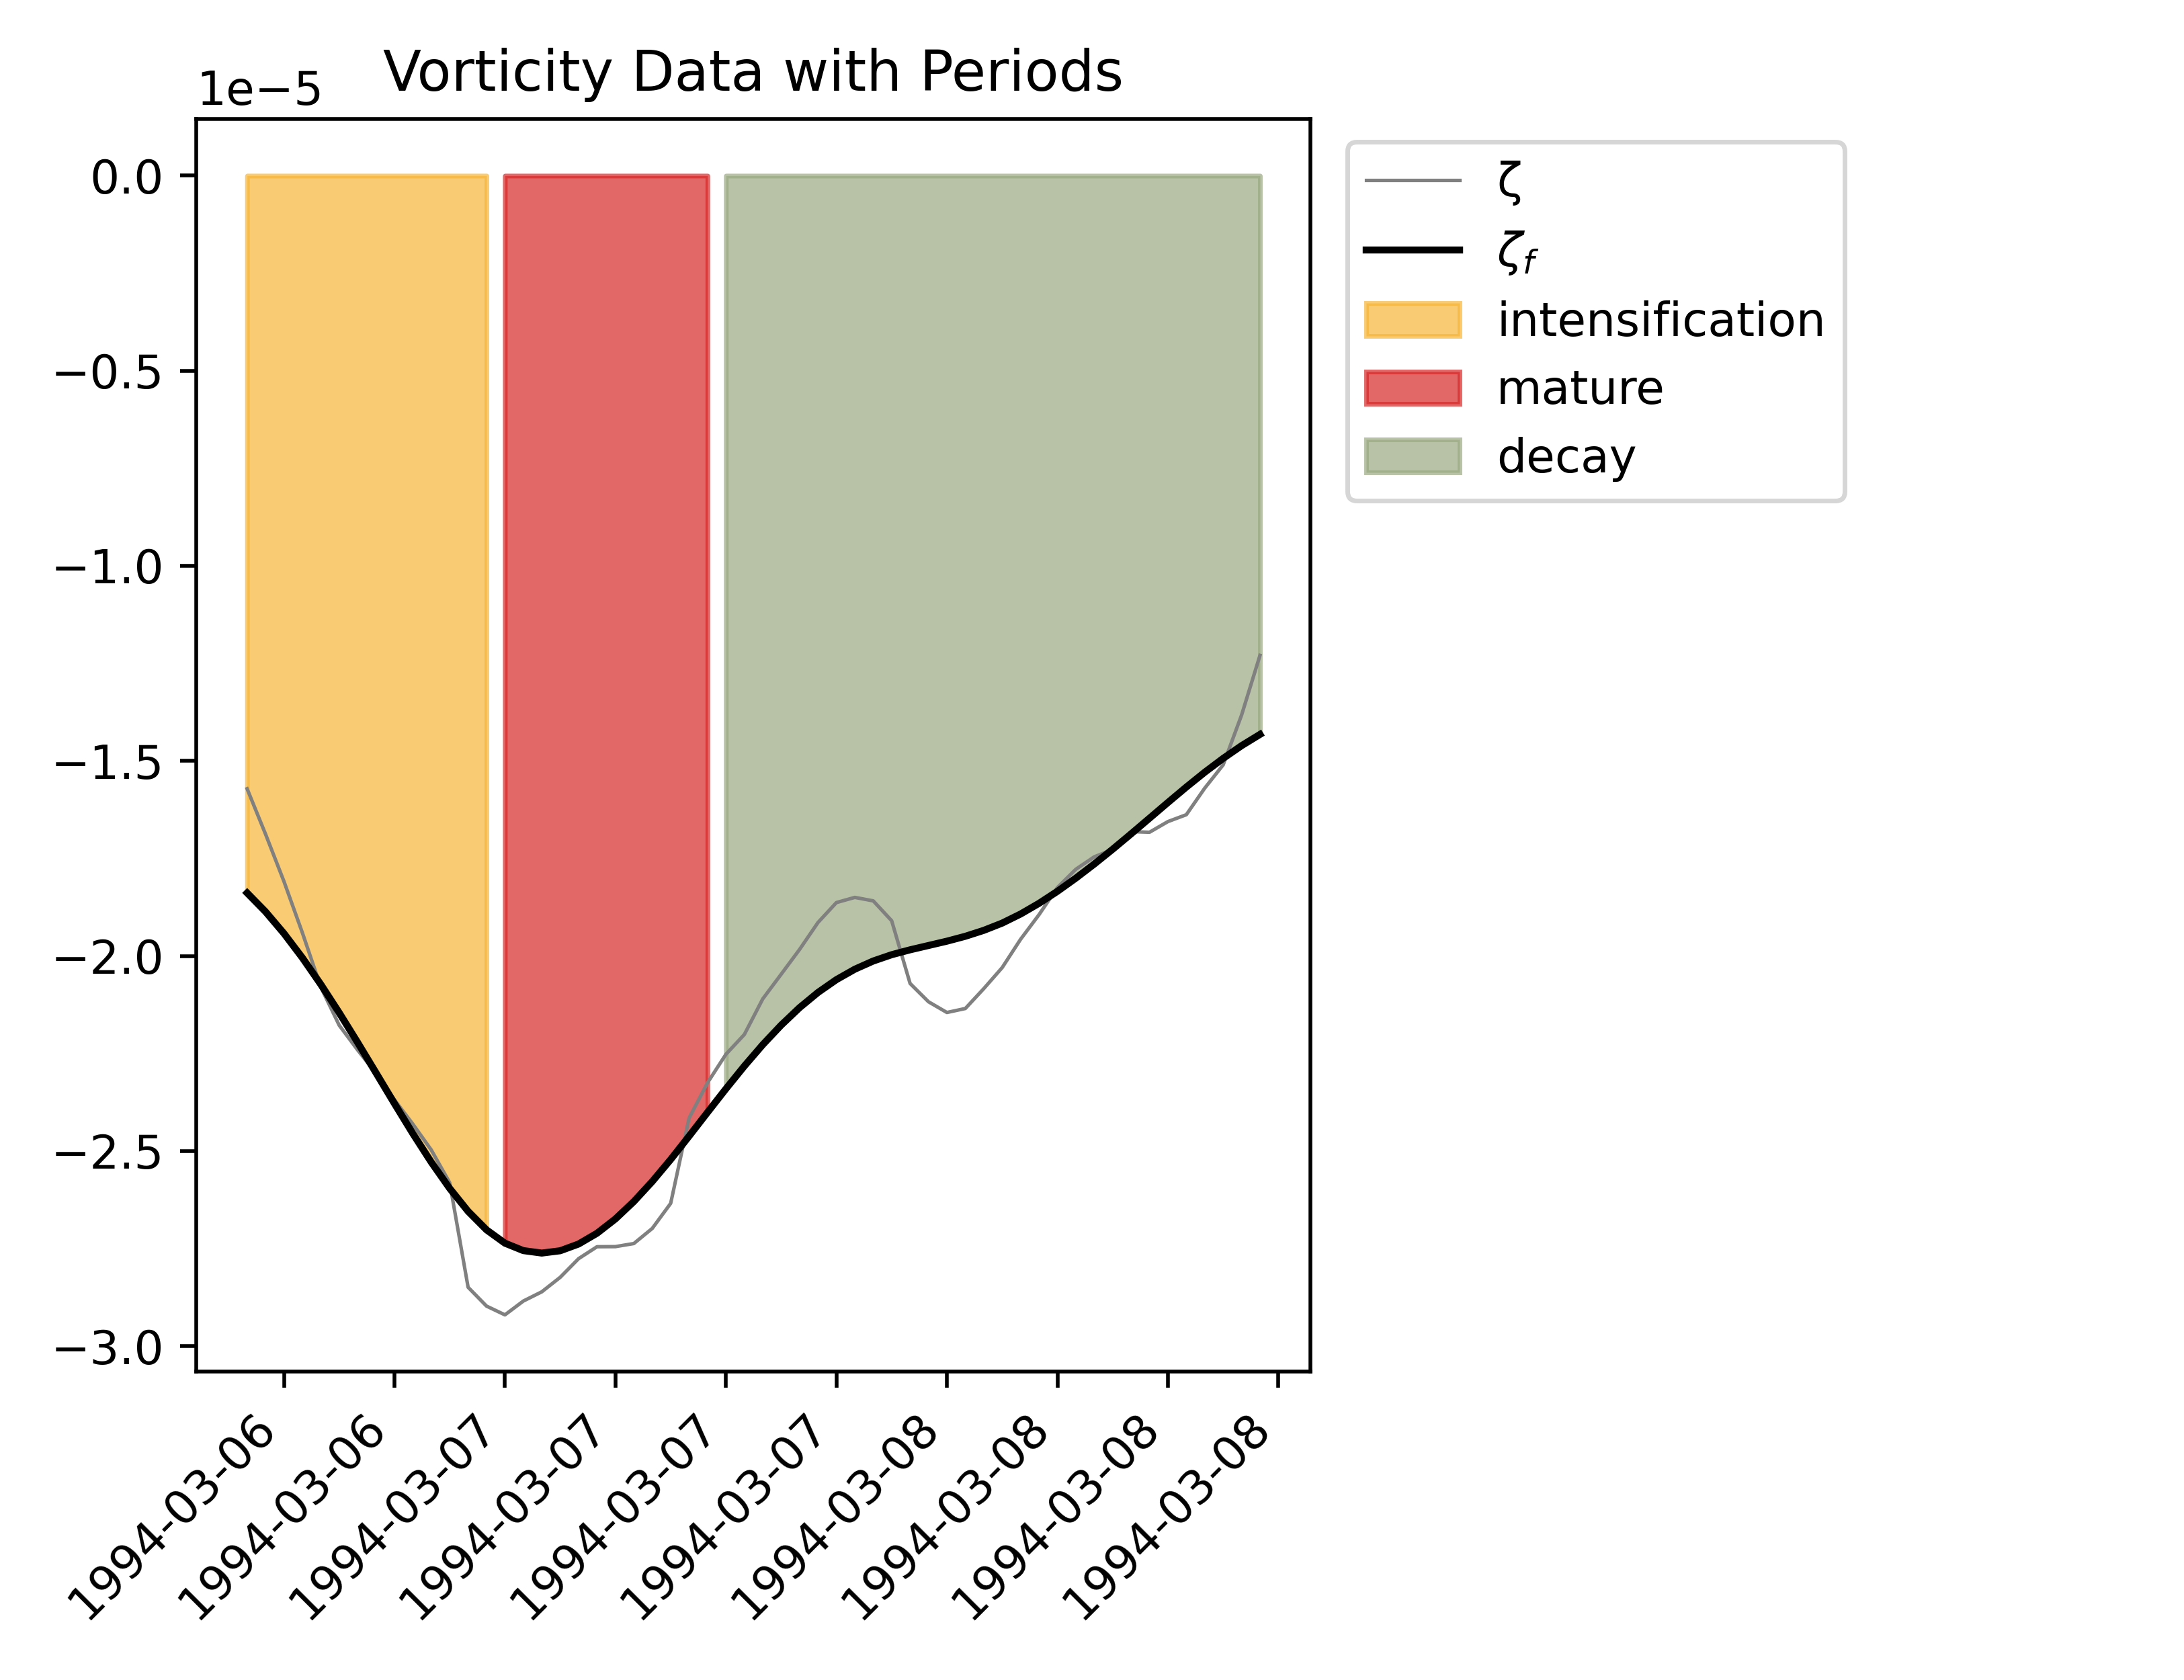 Vorticity Data with Periods
1e−5
0.0
−0.5
−1.0
−1.5
−2.0
−2.5
−3.0
1994-03-06
1994-03-06
1994-03-07
1994-03-07
1994-03-07
1994-03-07
1994-03-08
1994-03-08
1994-03-08
1994-03-08
ζ
ζf
intensification
mature
decay